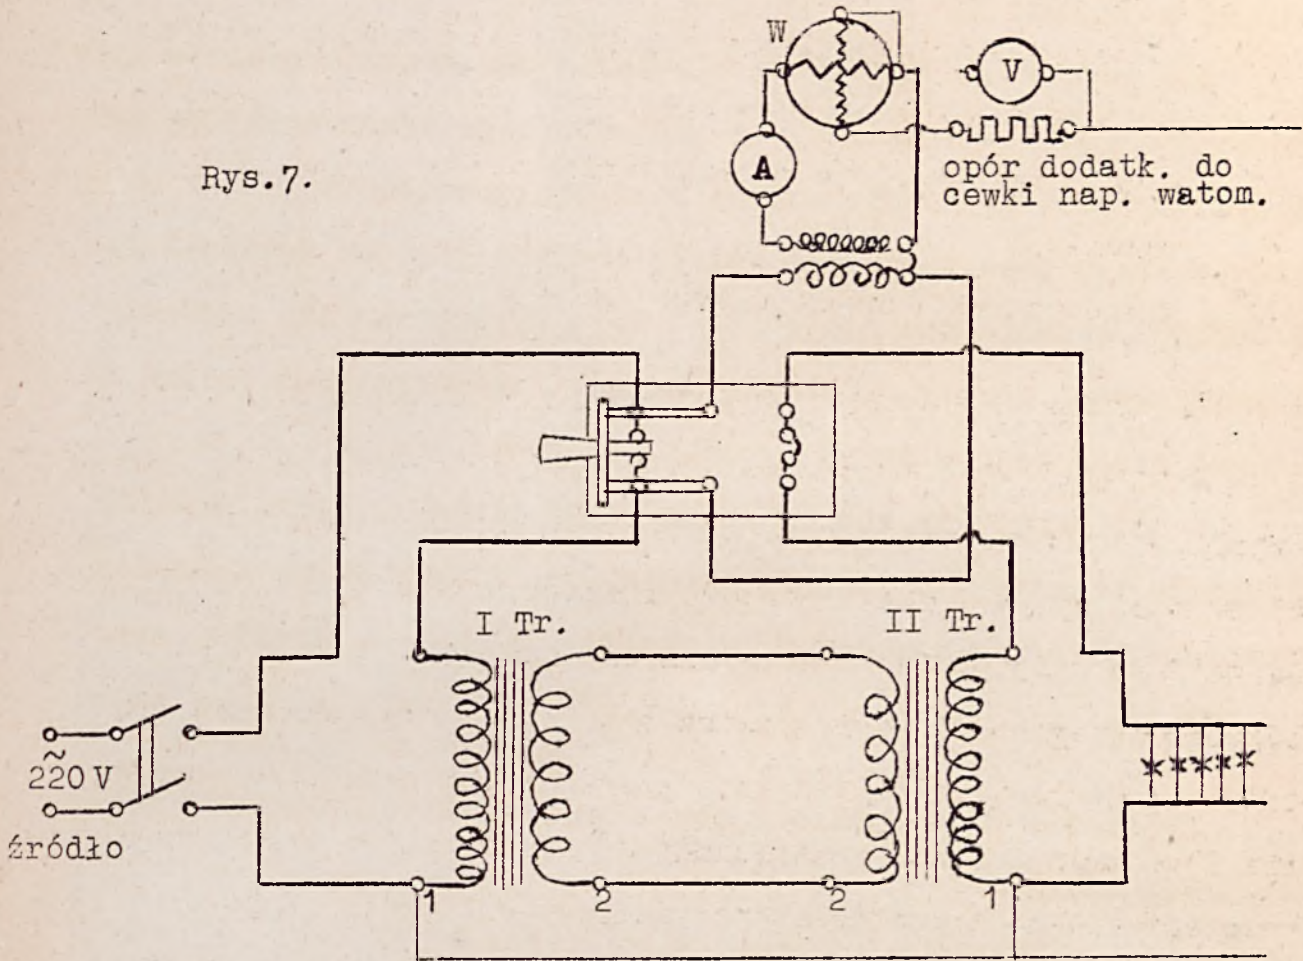 W
V
A
Rys.7.
opór dodatk. do
cewki nap. watom.
I Tr.
II Tr.
~
220 V
źródło
1
2
2
1